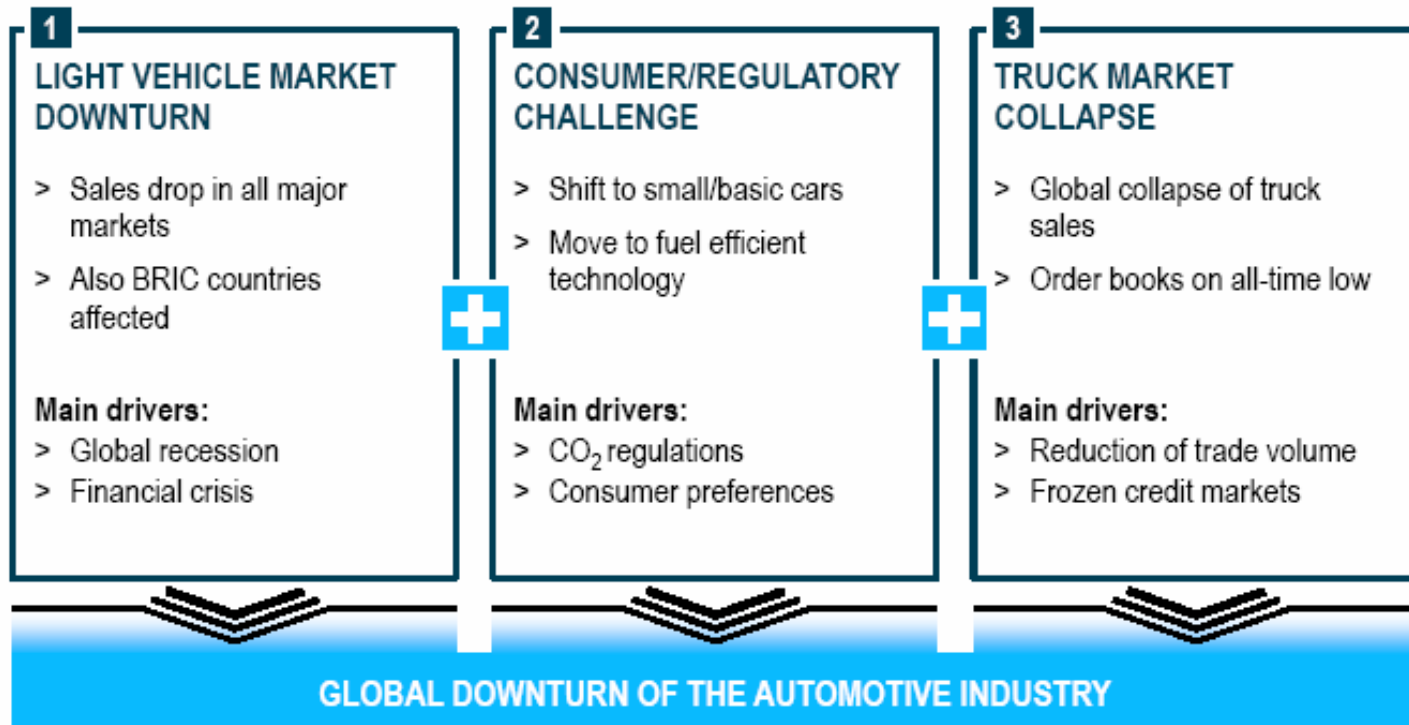 1
LIGHT VEHICLE MARKET
DOWNTURN
> Sales drop in all major
markets
> Also BRIC countries
affected
Main drivers:
> Global recession
> Financial crisis
2
CONSUMER/REGULATORY
CHALLENGE
> Shift to small/basic cars
> Move to fuel efficient
technology
Main drivers:
> CO₂ regulations
> Consumer preferences
3
TRUCK MARKET
COLLAPSE
> Global collapse of truck
sales
> Order books on all-time low
Main drivers:
> Reduction of trade volume
> Frozen credit markets
GLOBAL DOWNTURN OF THE AUTOMOTIVE INDUSTRY